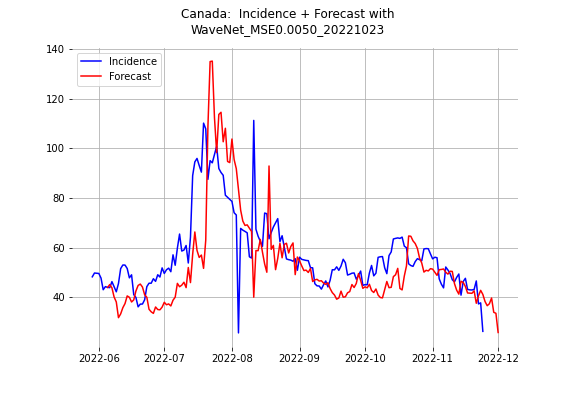 Canada:  Incidence + Forecast with
WaveNet_MSE0.0050_20221023
Incidence
Forecast
140
120
100
80
60
40
2022-06 2022-07 2022-08 2022-09 2022-10 2022-11 2022-12